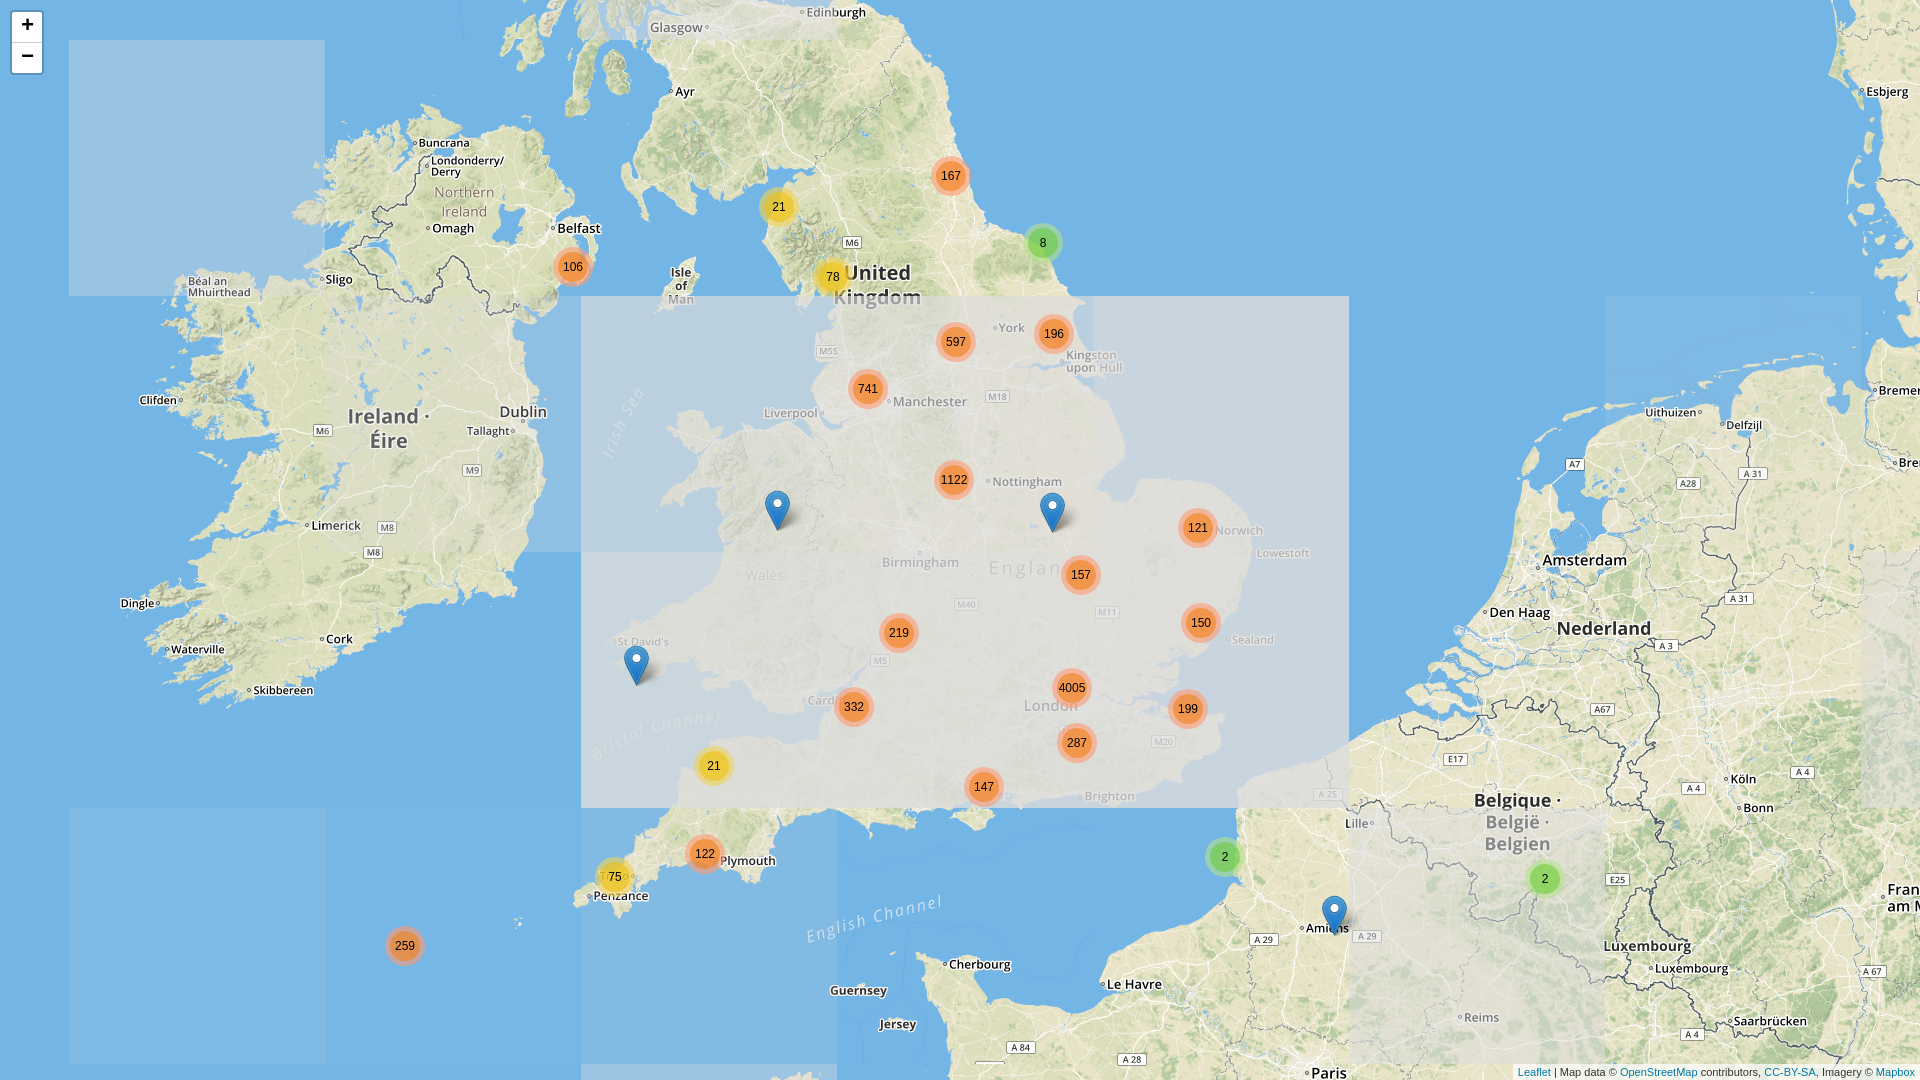 +
−
Glasgow
Edinburgh
Ayr
Esbjerg
Buncrana
Londonderry/
Derry
Northern
Ireland
Omagh
Belfast
167
21
8
M6
106
78
United
Kingdom
Isle
of
Man
Sligo
Béal an
Mhuirthead
York
196
597
M55
Kingston
upon Hull
741
Manchester
M18
Clifden
Liverpool
Dublin
Tallaght
Ireland ·
Éire
M6
M9
Irish Sea
Bremer
Uithuizen
Delfzijl
A7
A 31
A28
Bre
1122
Nottingham
Limerick
M8
M8
121
Norwich
Lowestoft
Birmingham
Wales
Englan
157
Amsterdam
A 31
Dingle
M40
M11
Den Haag
Nederland
Cork
Waterville
St David's
219
150
Sealand
A 3
M5
Skibbereen
4005
London
Cardi
332
199
A67
Bristol Channel
287
M20
E17
21
147
Brighton
A 25
Köln
A 4
A 4
Bonn
Belgique ·
België ·
Belgien
Lille
122
Plymouth
2
75
Penzance
2
E25
Fran
am M
English Channel
Amiens
A 29
A 29
259
Luxembourg
Luxembourg
Cherbourg
A 67
Le Havre
Guernsey
Jersey
Reims
Saarbrücken
A 84
A 28
A 4
Paris
Leaflet | Map data © OpenStreetMap contributors, CC-BY-SA, Imagery © Mapbox